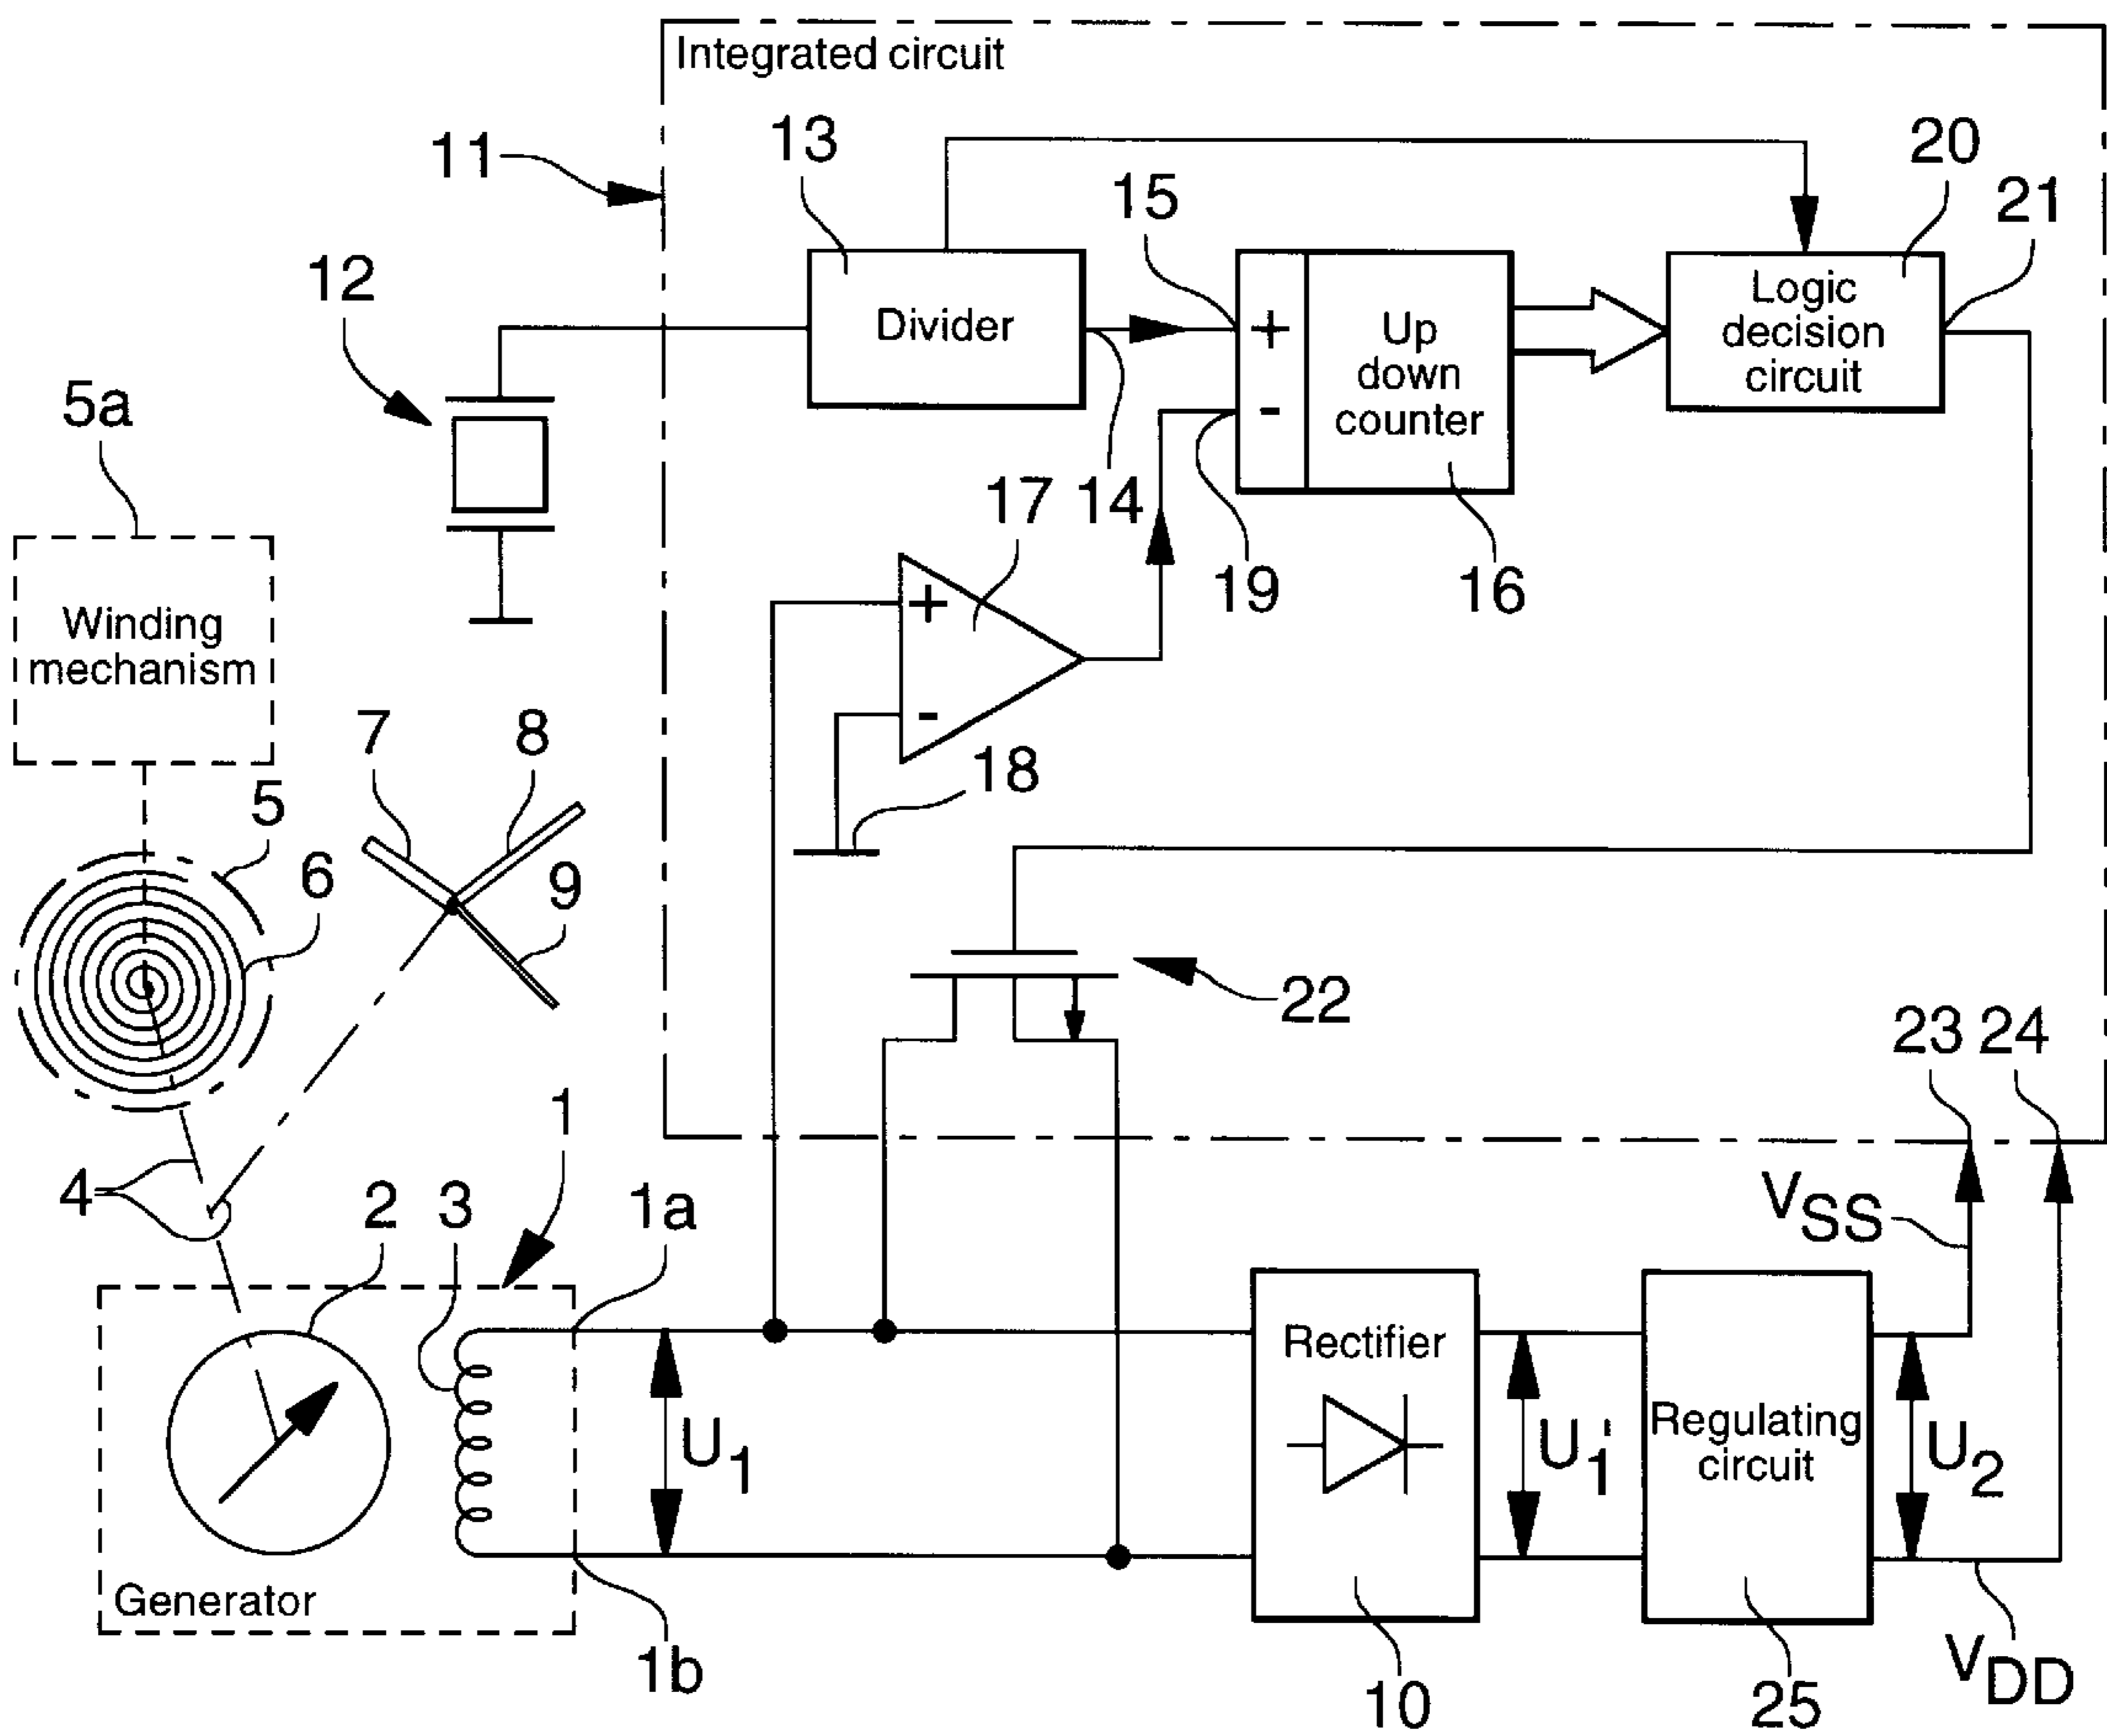 Integrated circuit
13
20
11
15
21
12
Divider
+
-
Up
down
counter
Logic
decision
circuit
5a
17
14
19
16
Winding
mechanism
+
-
18
7
8
5
6
9
22
23
24
1
4
2
3
1a
VSS
U1
Rectifier
U1'
Regulating
circuit
U2
Generator
1b
10
25
VDD